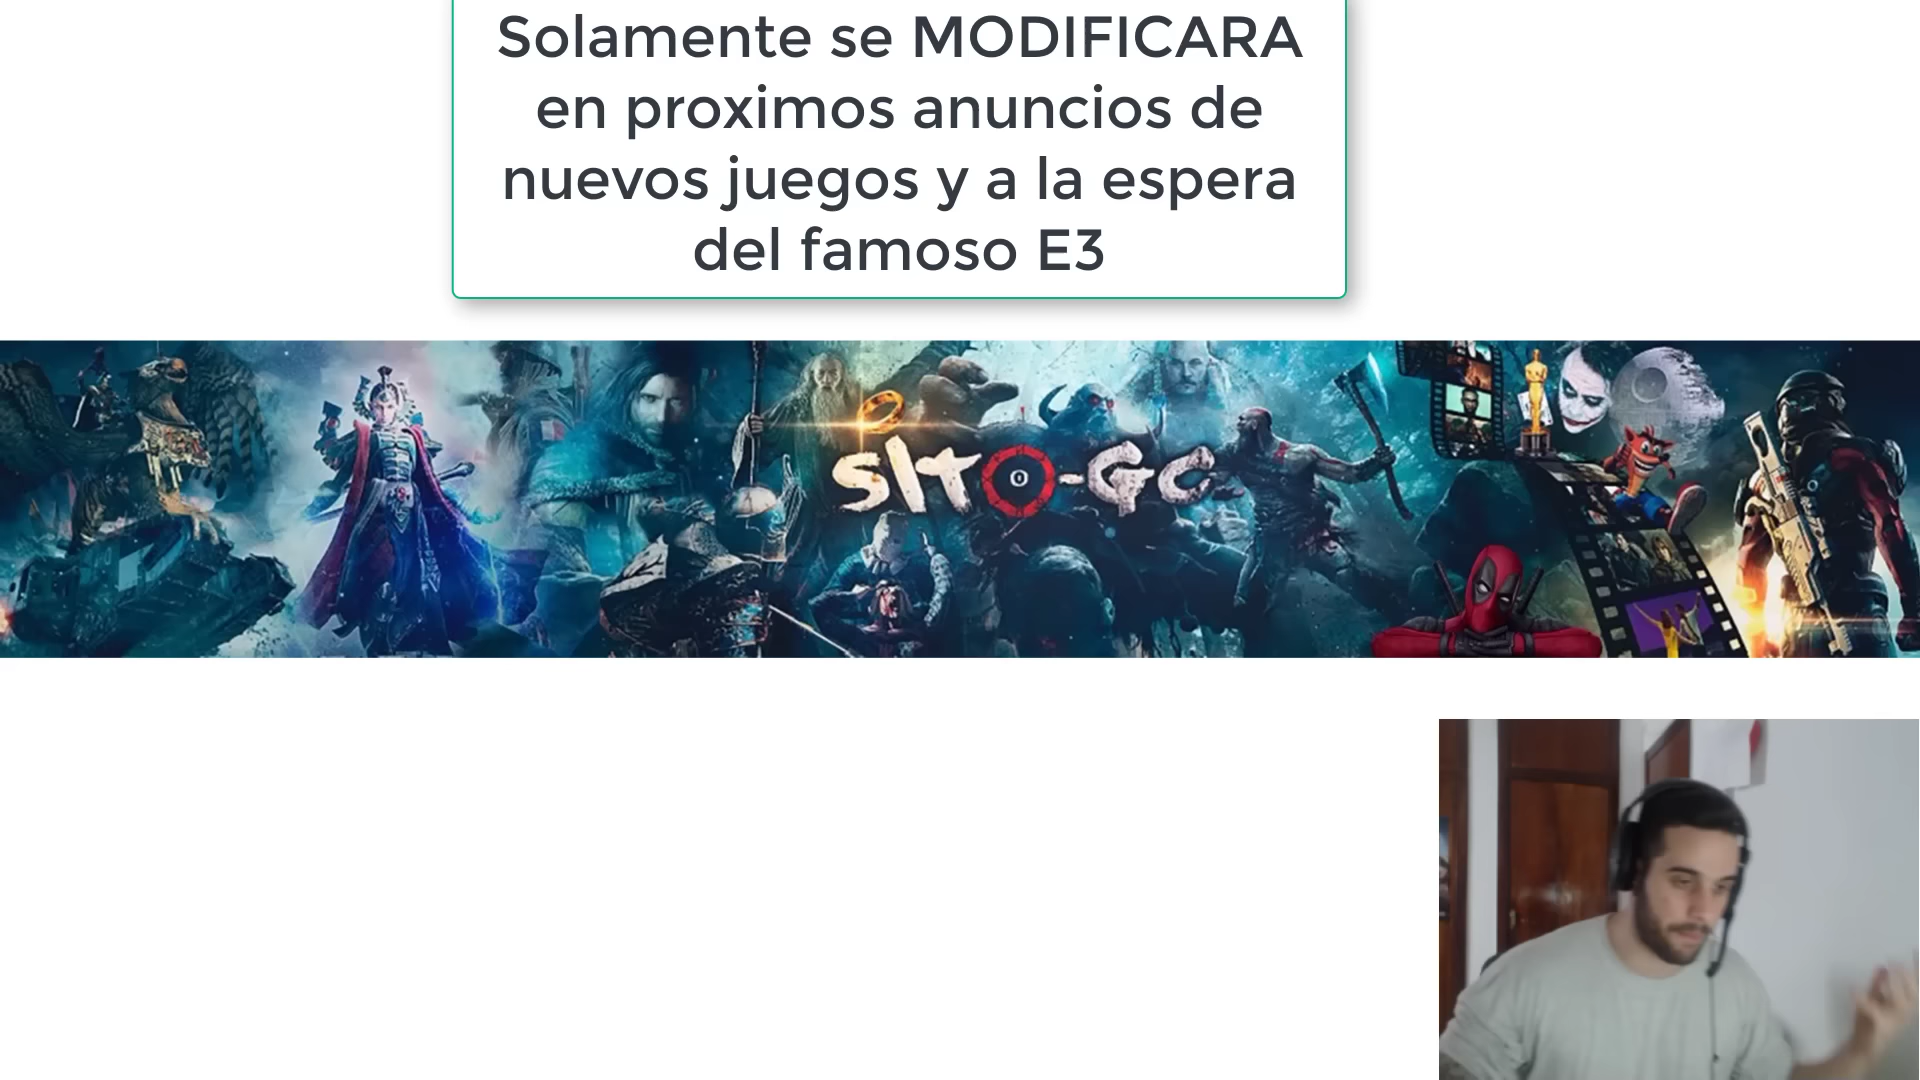 Solamente se MODIFICARA
en proximos anuncios de
nuevos juegos y a la espera
del famoso E3
SITO-GC